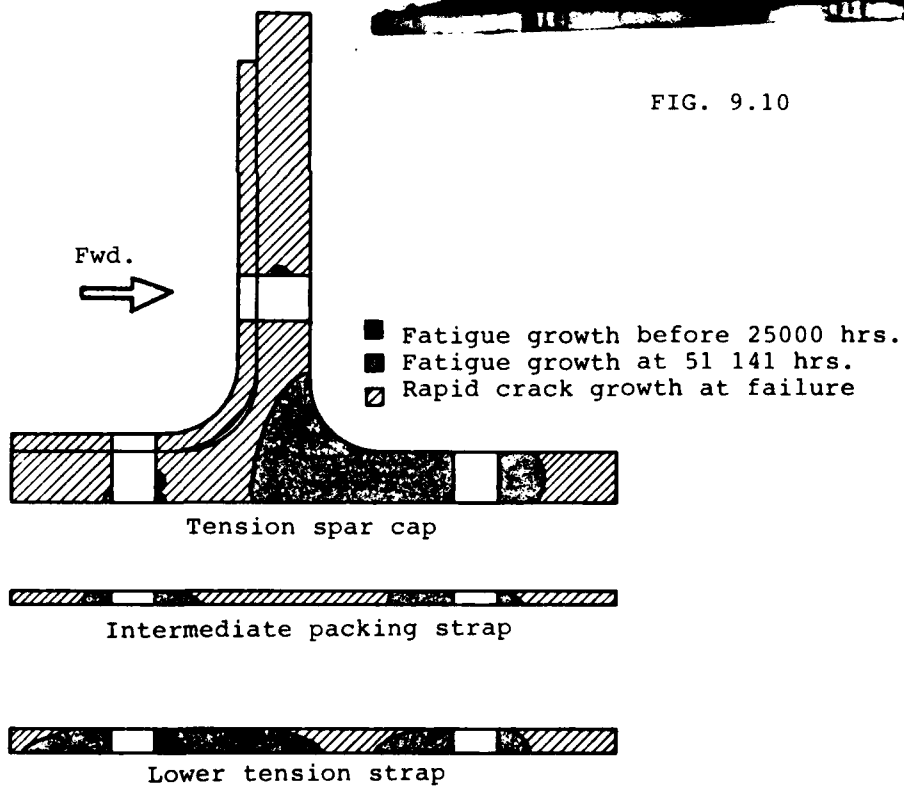 FIG. 9.10
Fwd.
Fatigue growth before 25000 hrs.
Fatigue growth at 51 141 hrs.
Rapid crack growth at failure
Tension spar cap
Intermediate packing strap
Lower tension strap